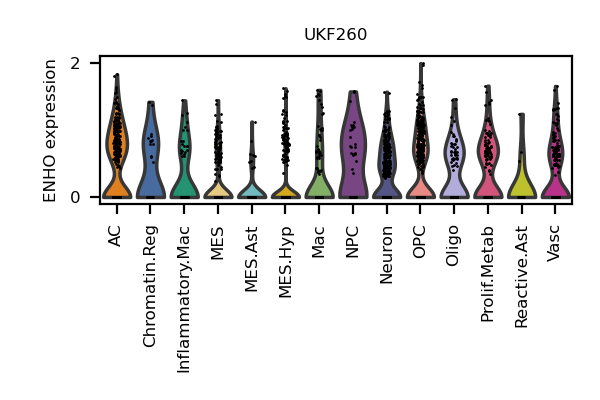 UKF260
ENHO expression
2
0
AC
Chromatin.Reg
Inflammatory.Mac
MES
MES.Ast
MES.Hyp
Mac
NPC
Neuron
OPC
Oligo
Prolif.Metab
Reactive.Ast
Vasc